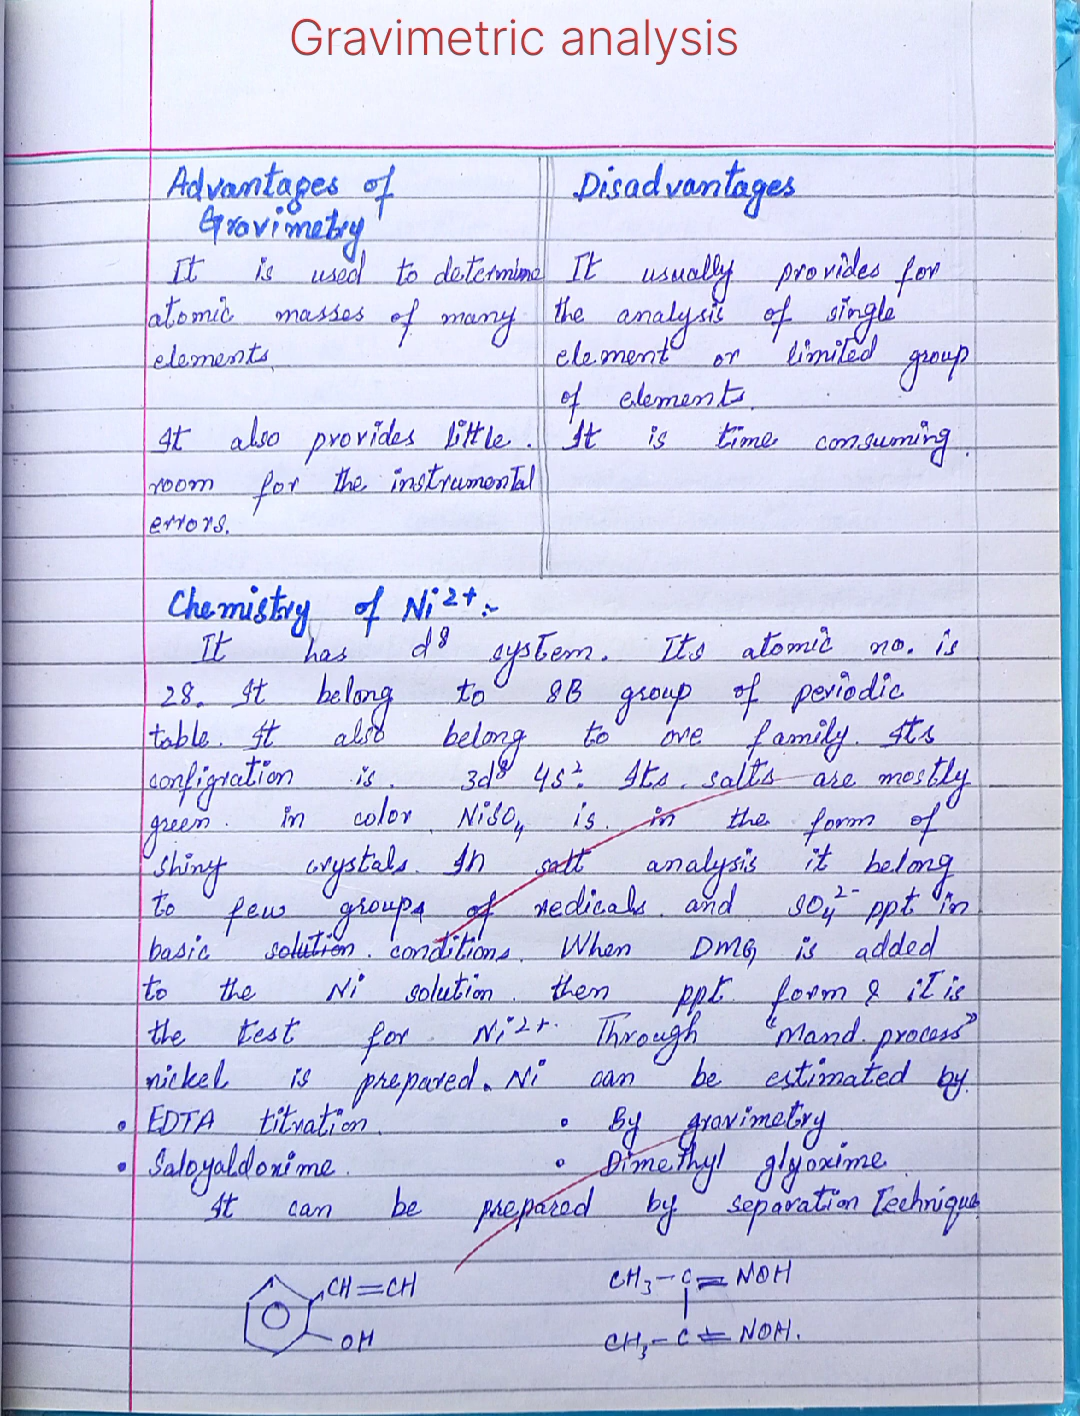 Gravimetric analysis
Advantages of
Gravimetry
It is used to determine
atomic masses of many
elements.
It also provides little.
room for the instrumental
errors.
Disadvantages
It usually provides for
the analysis of single
element or limited group
of elements.
It is time consuming.
Chemistry of Ni2+:-
It has d8 system. Its atomic no. is
28. It belong to 8B group of periodic
table. It also belong to ore family. Its
configration is. 3d8 4s2. Its. salts are mostly
green. in color. NiSO4 is in the form of
shiny crystals. In salt analysis it belong
to few groups of redicals. and SO42- ppt in
basic solution. conditions. When DMG is added
to the Ni solution. then ppt. form & it is
the test for Ni2+. Through "Mand. process"
nickel is prepared. Ni can be estimated by.
• EDTA titration. • By gravimetry
• Saloyaldoxime. • Dimethyl glyoxime
It can be prepared by separation Technique
CH=CH
OH
CH3-C=NOH
CH3-C=NOH.